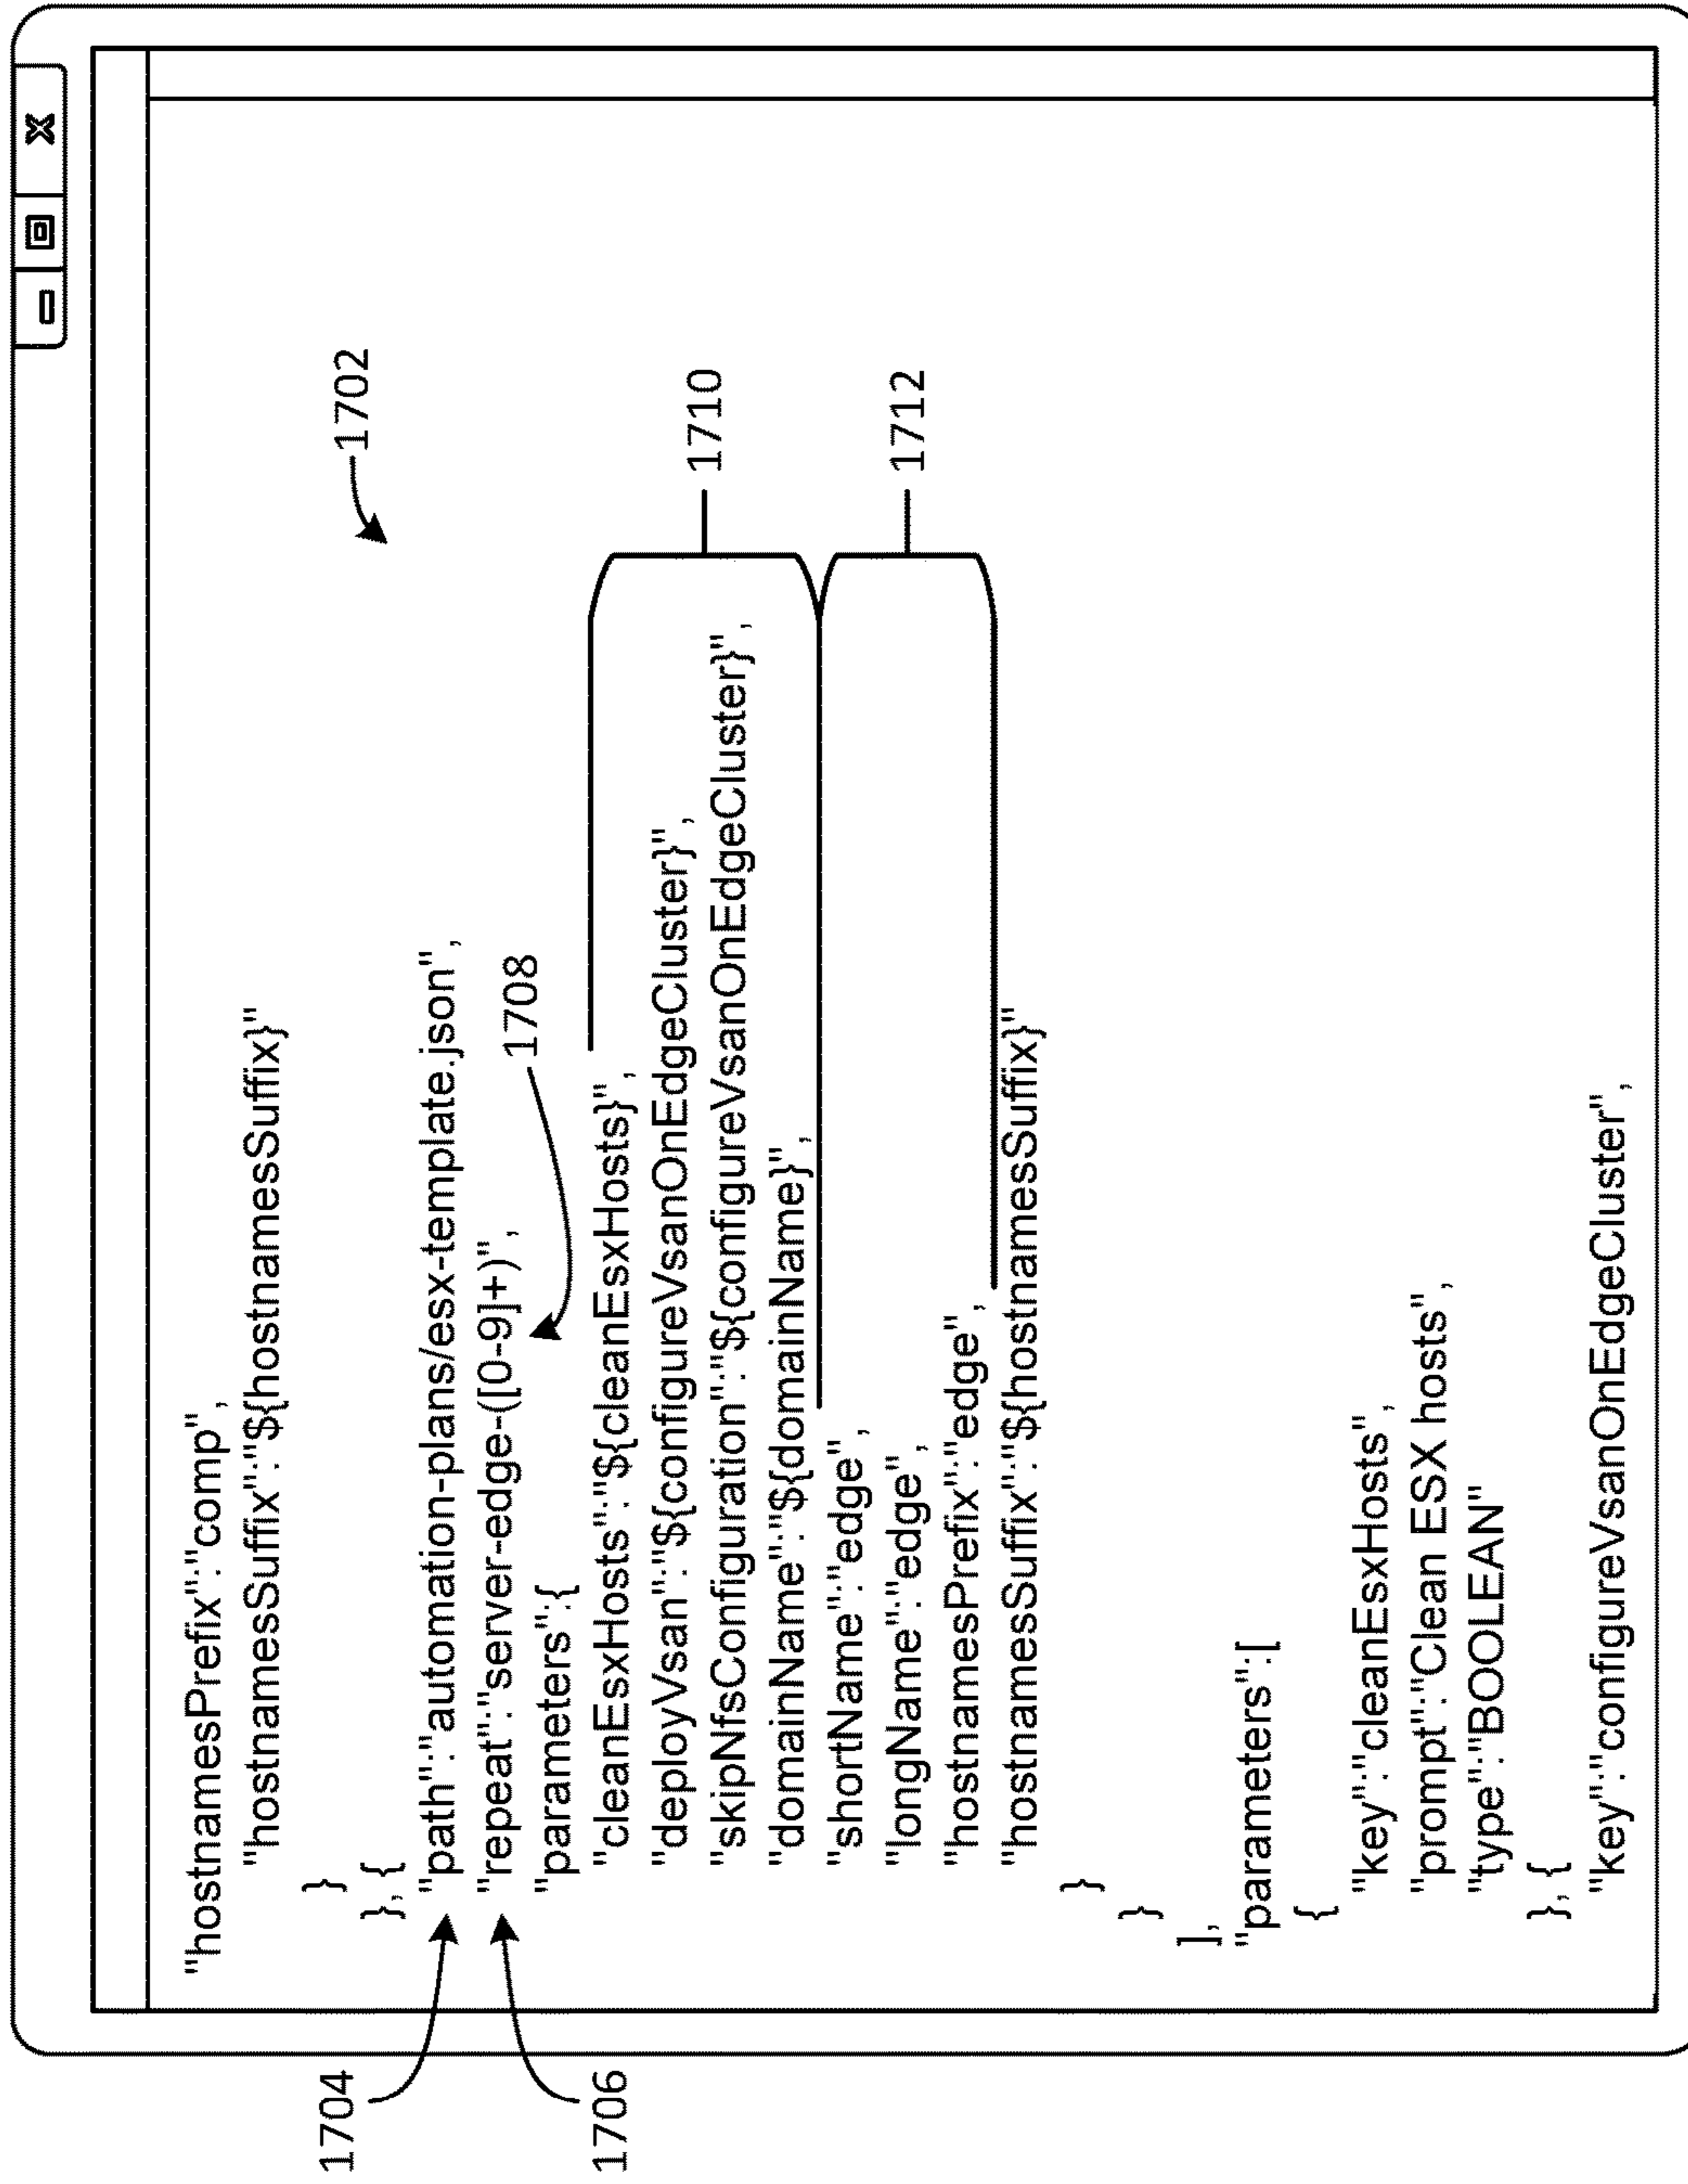 X
"hostnamesPrefix":"comp",
"hostnamesSuffix":"${hostnamesSuffix}"
}
1702
}, {
1704
"path":"automation-plans/esx-template.json",
1706
"repeat":"server-edge-([0-9]+)",
1708
"parameters":{
"cleanEsxHosts":"${cleanEsxHosts}",
"deployVsan":"${configureVsanOnEdgeCluster}",
1710
"skipNfsConfiguration":"${configureVsanOnEdgeCluster}",
"domainName":"${domainName}",
"shortName":"edge",
"longName":"edge",
1712
"hostnamesPrefix":"edge",
"hostnamesSuffix":"${hostnamesSuffix}"
}
}
],
"parameters":[
{
"key":"cleanEsxHosts",
"prompt":"Clean ESX hosts",
"type":"BOOLEAN"
}, {
"key":"configureVsanOnEdgeCluster",